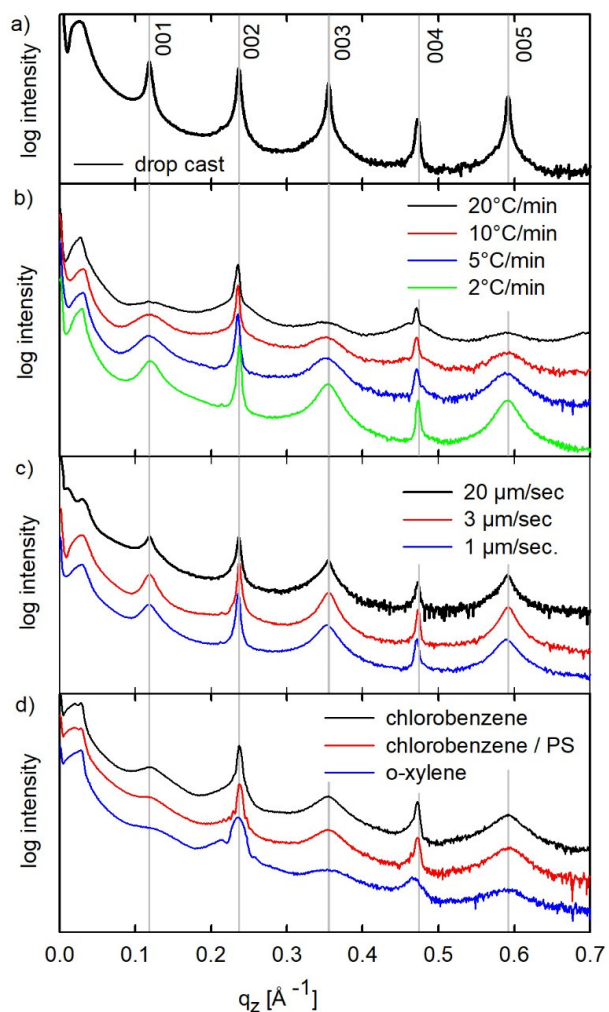 a)
001
002
003
004
005
log intensity
drop cast
b)
20°C/min
10°C/min
5°C/min
2°C/min
log intensity
c)
20 µm/sec
3 µm/sec
1 µm/sec.
log intensity
d)
chlorobenzene
chlorobenzene / PS
o-xylene
log intensity
0.0 0.1 0.2 0.3 0.4 0.5 0.6 0.7
qz [Å -1]